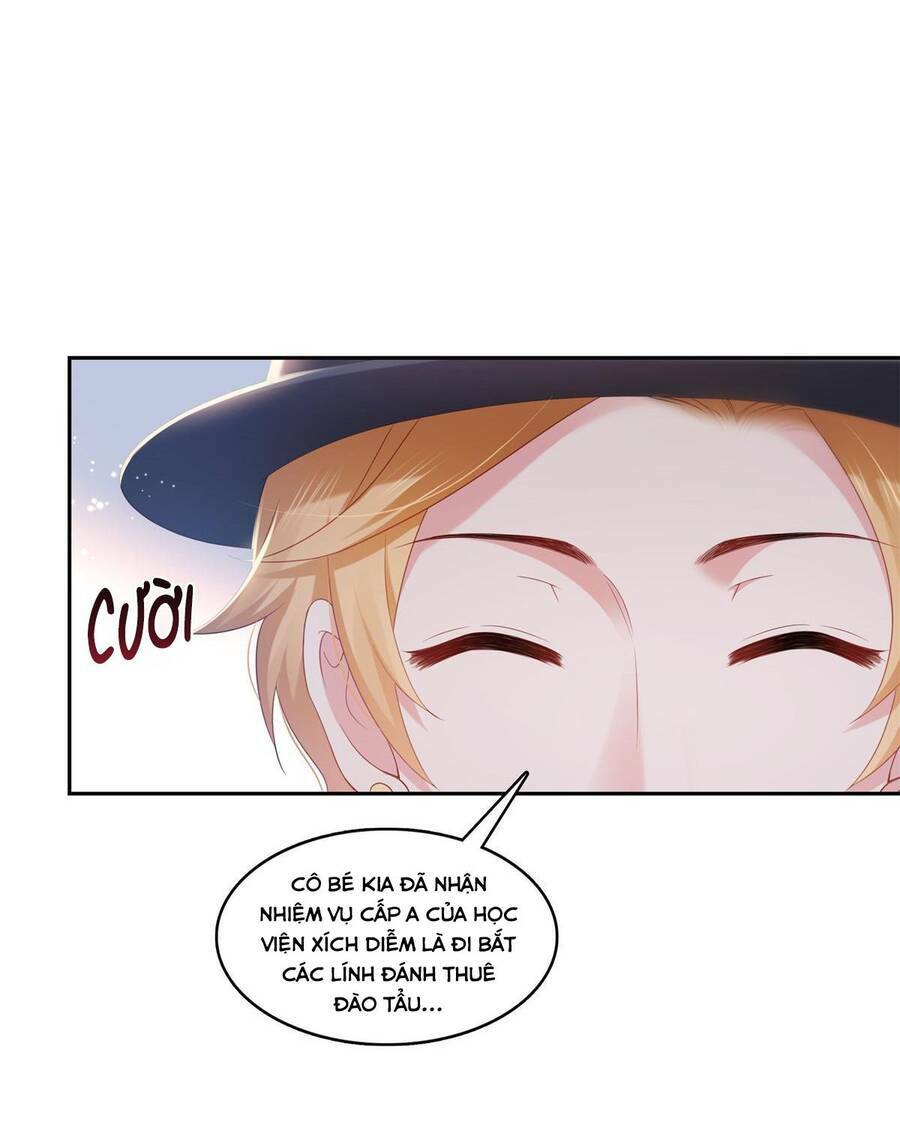 CƯỜI
CÔ BÉ KIA ĐÃ NHẬN
NHIỆM VỤ CẤP A CỦA HỌC
VIỆN XÍCH DIỄM LÀ ĐI BẮT
CÁC LÍNH ĐÁNH THUÊ
ĐÀO TẨU...